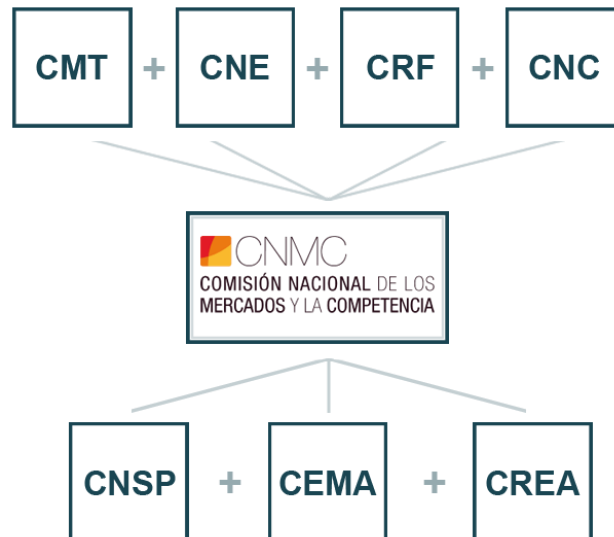 CMT + CNE + CRF + CNC
CNMC
COMISIÓN NACIONAL DE LOS
MERCADOS Y LA COMPETENCIA
CNSP + CEMA + CREA